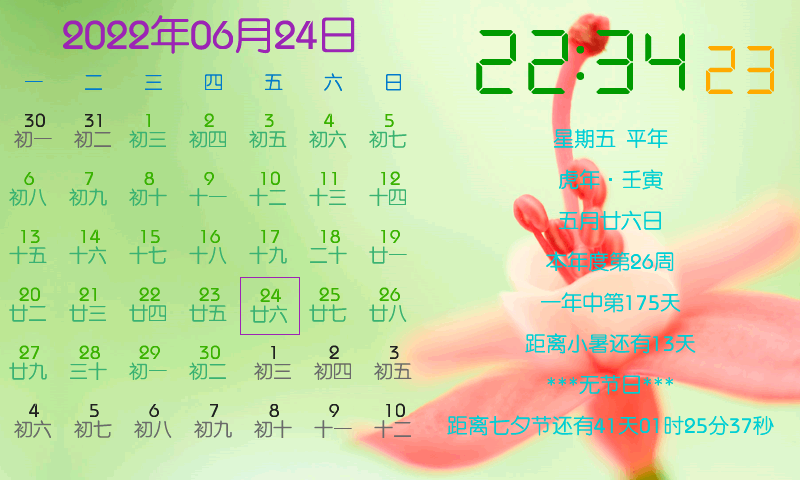 2022年06月24日
一 二 三 四 五 六 日
30 31 1 2 3 4 5
初一 初二 初三 初四 初五 初六 初七
6 7 8 9 10 11 12
初八 初九 初十 十一 十二 十三 十四
13 14 15 16 17 18 19
十五 十六 十七 十八 十九 二十 廿一
20 21 22 23 24 25 26
廿二 廿三 廿四 廿五 廿六 廿七 廿八
27 28 29 30 1 2 3
廿九 三十 初一 初二 初三 初四 初五
4 5 6 7 8 9 10
初六 初七 初八 初九 初十 十一 十二
22:34 23
星期五 平年
虎年·壬寅
五月廿六日
本年度第26周
一年中第175天
距离小暑还有13天
***无节日***
距离七夕节还有41天01时25分37秒